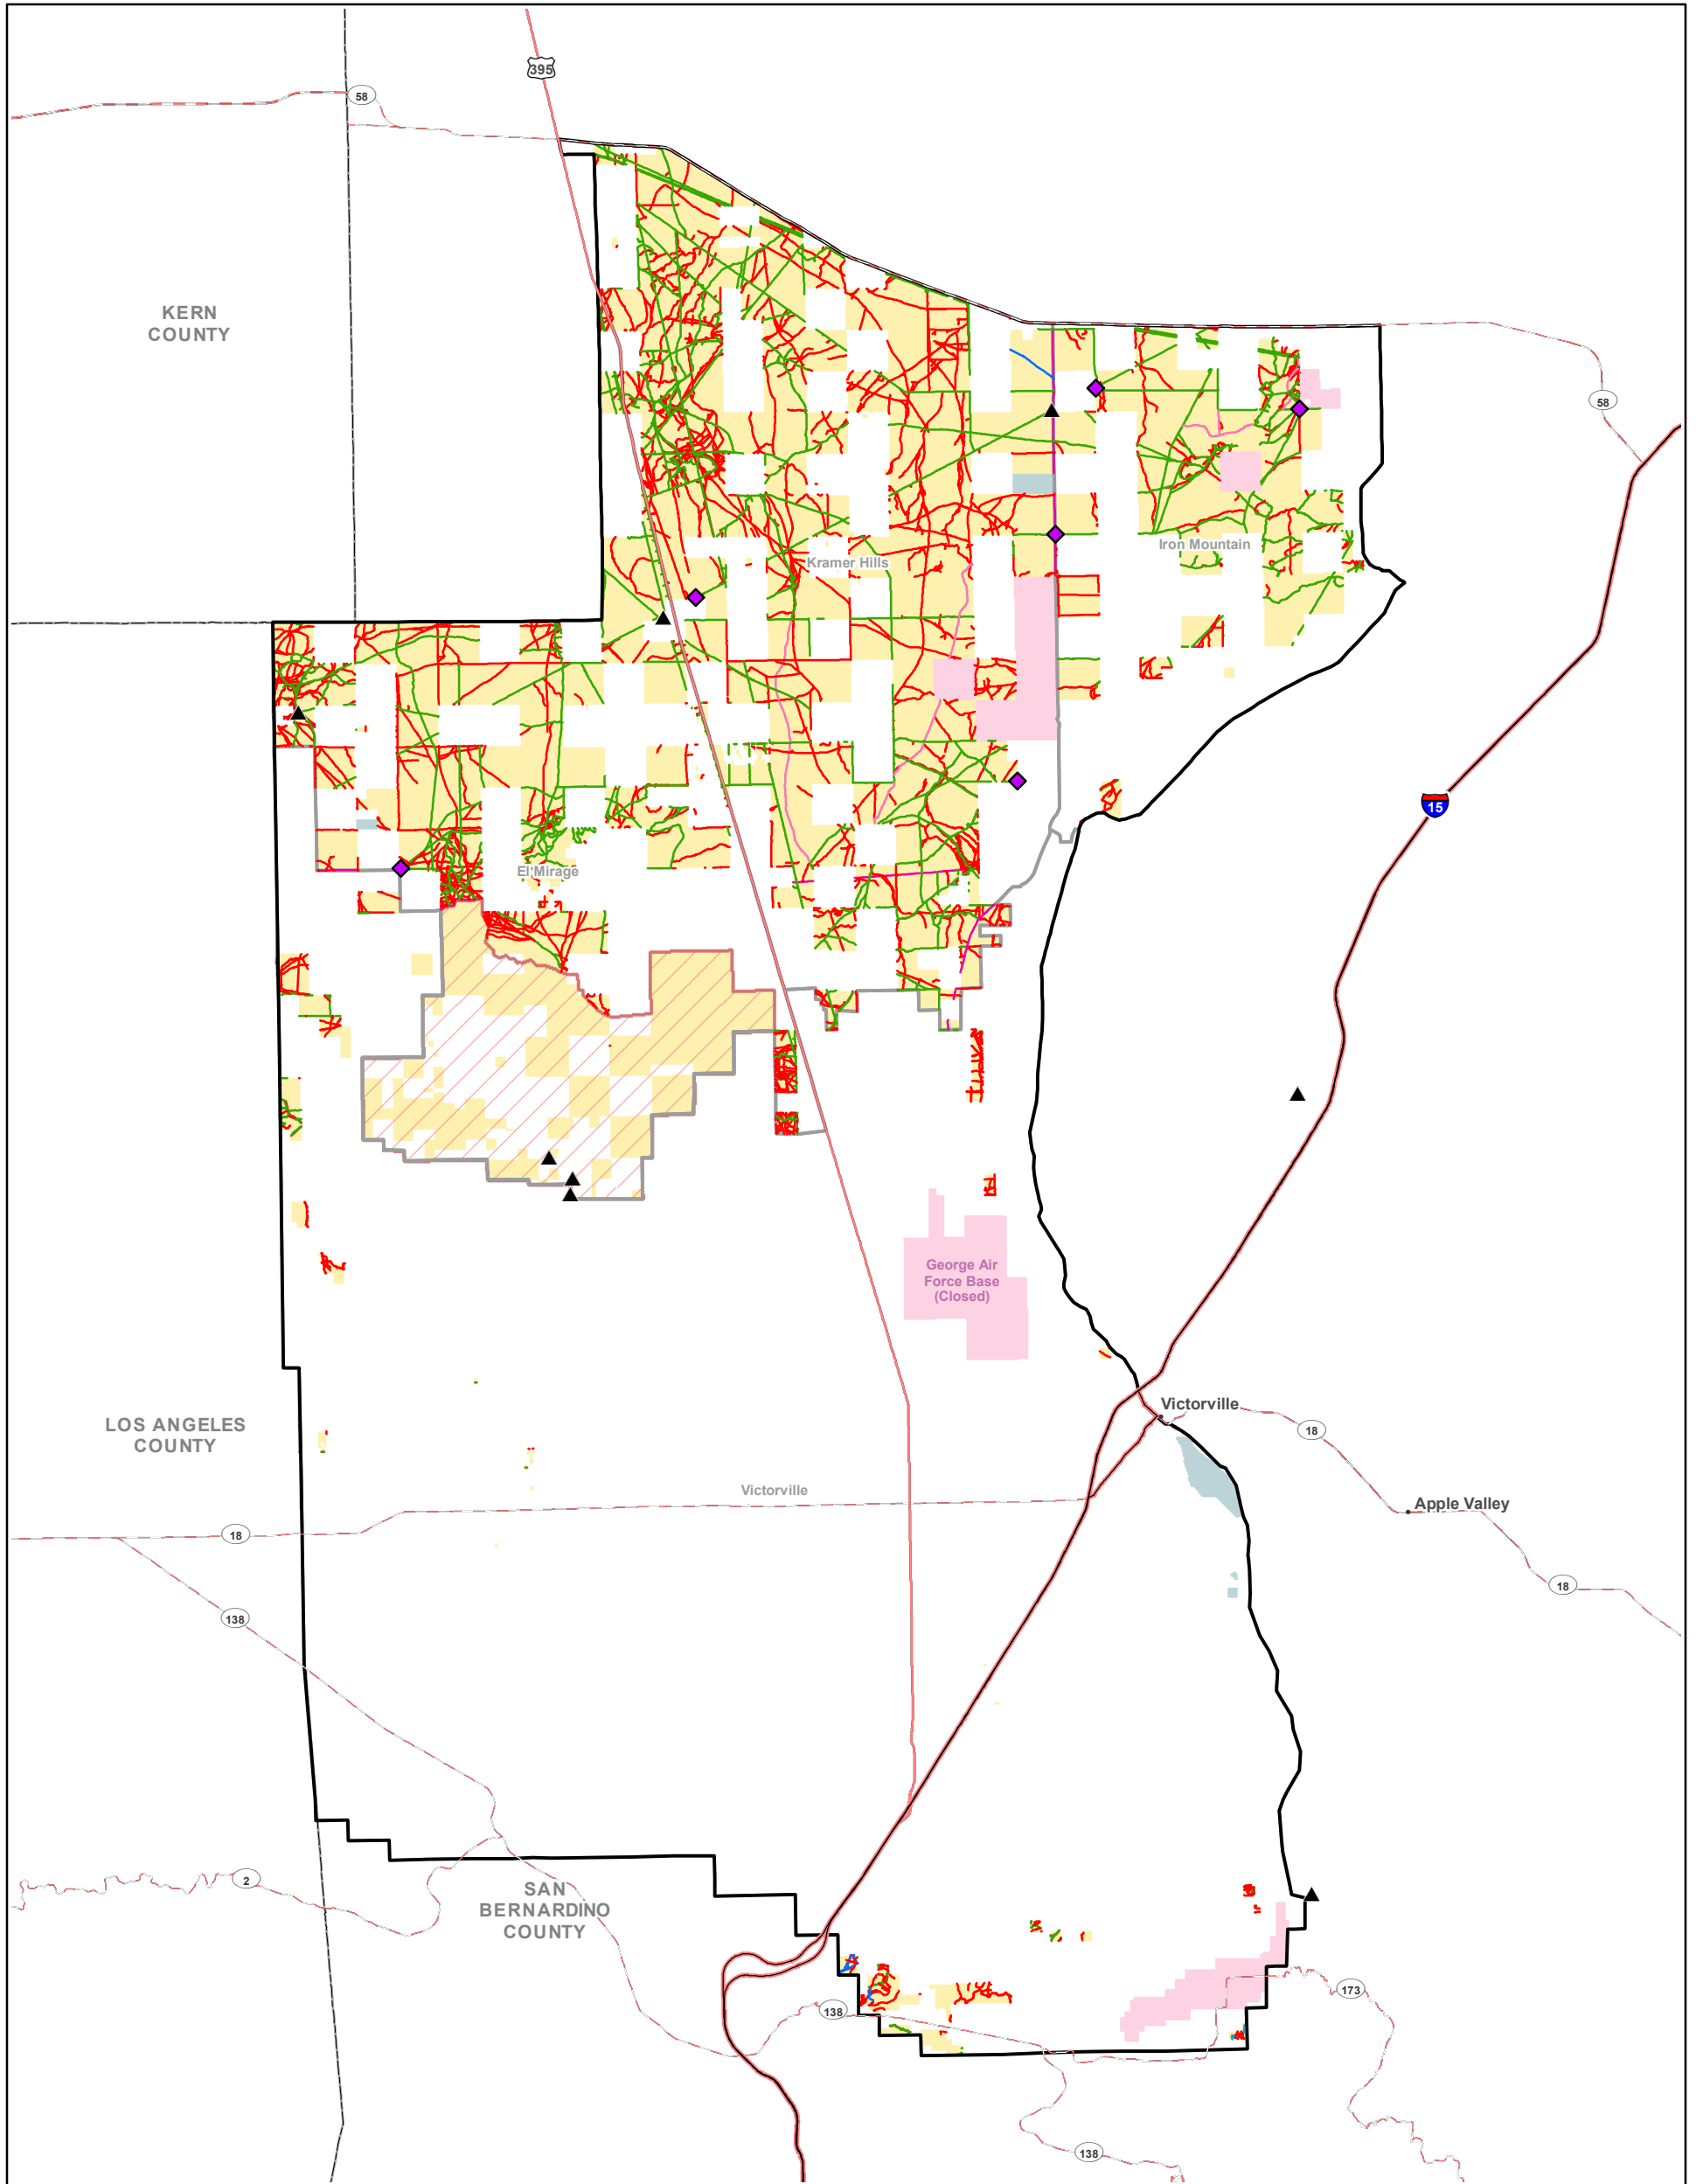 395
58
KERN
COUNTY
58
Iron Mountain
Kramer Hills
15
El Mirage
George Air
Force Base
(Closed)
Victorville
LOS ANGELES
COUNTY
18
Victorville
Apple Valley
18
18
138
2
SAN
BERNARDINO
COUNTY
173
138
138